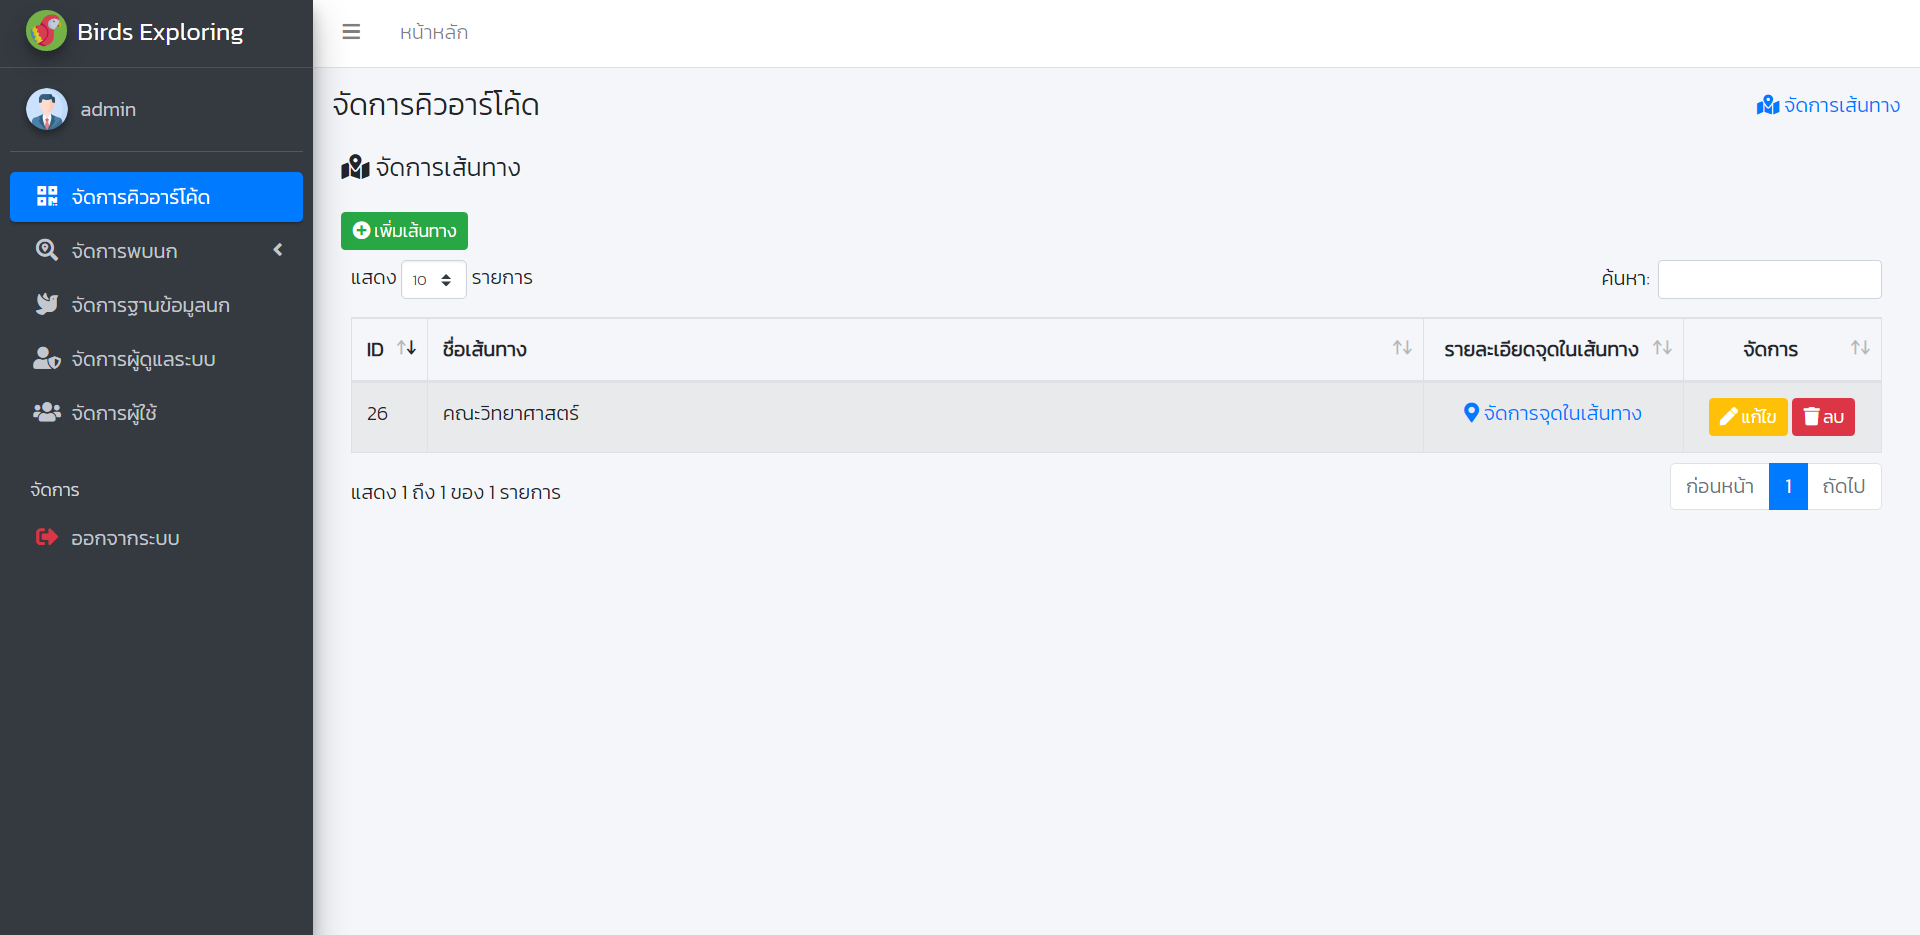 Birds Exploring
หน้าหลัก
admin
จัดการคิวอาร์โค้ด
จัดการพบนก
จัดการฐานข้อมูลนก
จัดการผู้ดูแลระบบ
จัดการผู้ใช้
จัดการ
ออกจากระบบ
จัดการคิวอาร์โค้ด
จัดการเส้นทาง
จัดการเส้นทาง
เพิ่มเส้นทาง
แสดง 10 รายการ
ค้นหา:
ID ชื่อเส้นทาง รายละเอียดจุดในเส้นทาง จัดการ
26 คณะวิทยาศาสตร์ จัดการจุดในเส้นทาง แก้ไข ลบ
แสดง 1 ถึง 1 ของ 1 รายการ
ก่อนหน้า 1 ถัดไป